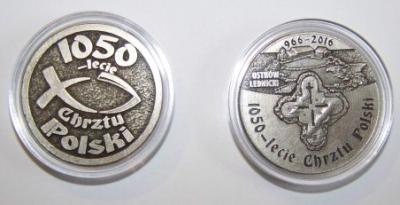 1050
-lecie
Chrztu
Polski
966-2016
OSTRÓW
LEDNICKI
1050-lecie Chrztu Polski